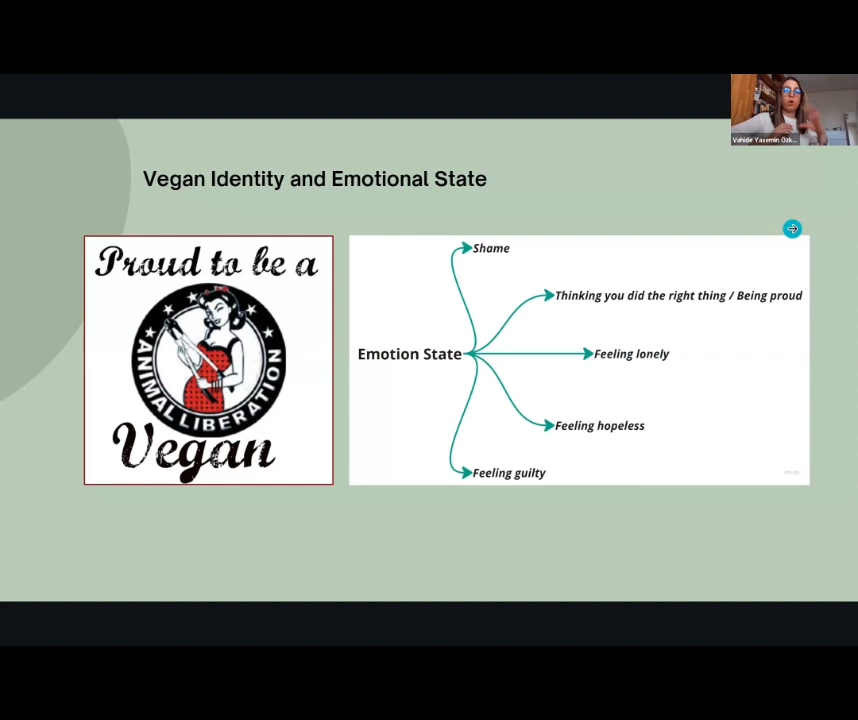 Vahide Yasemin Özk...
Vegan Identity and Emotional State
Proud to be a
ANIMAL LIBERATION
Vegan
Shame
Thinking you did the right thing / Being proud
Emotion State
Feeling lonely
Feeling hopeless
Feeling guilty
miro